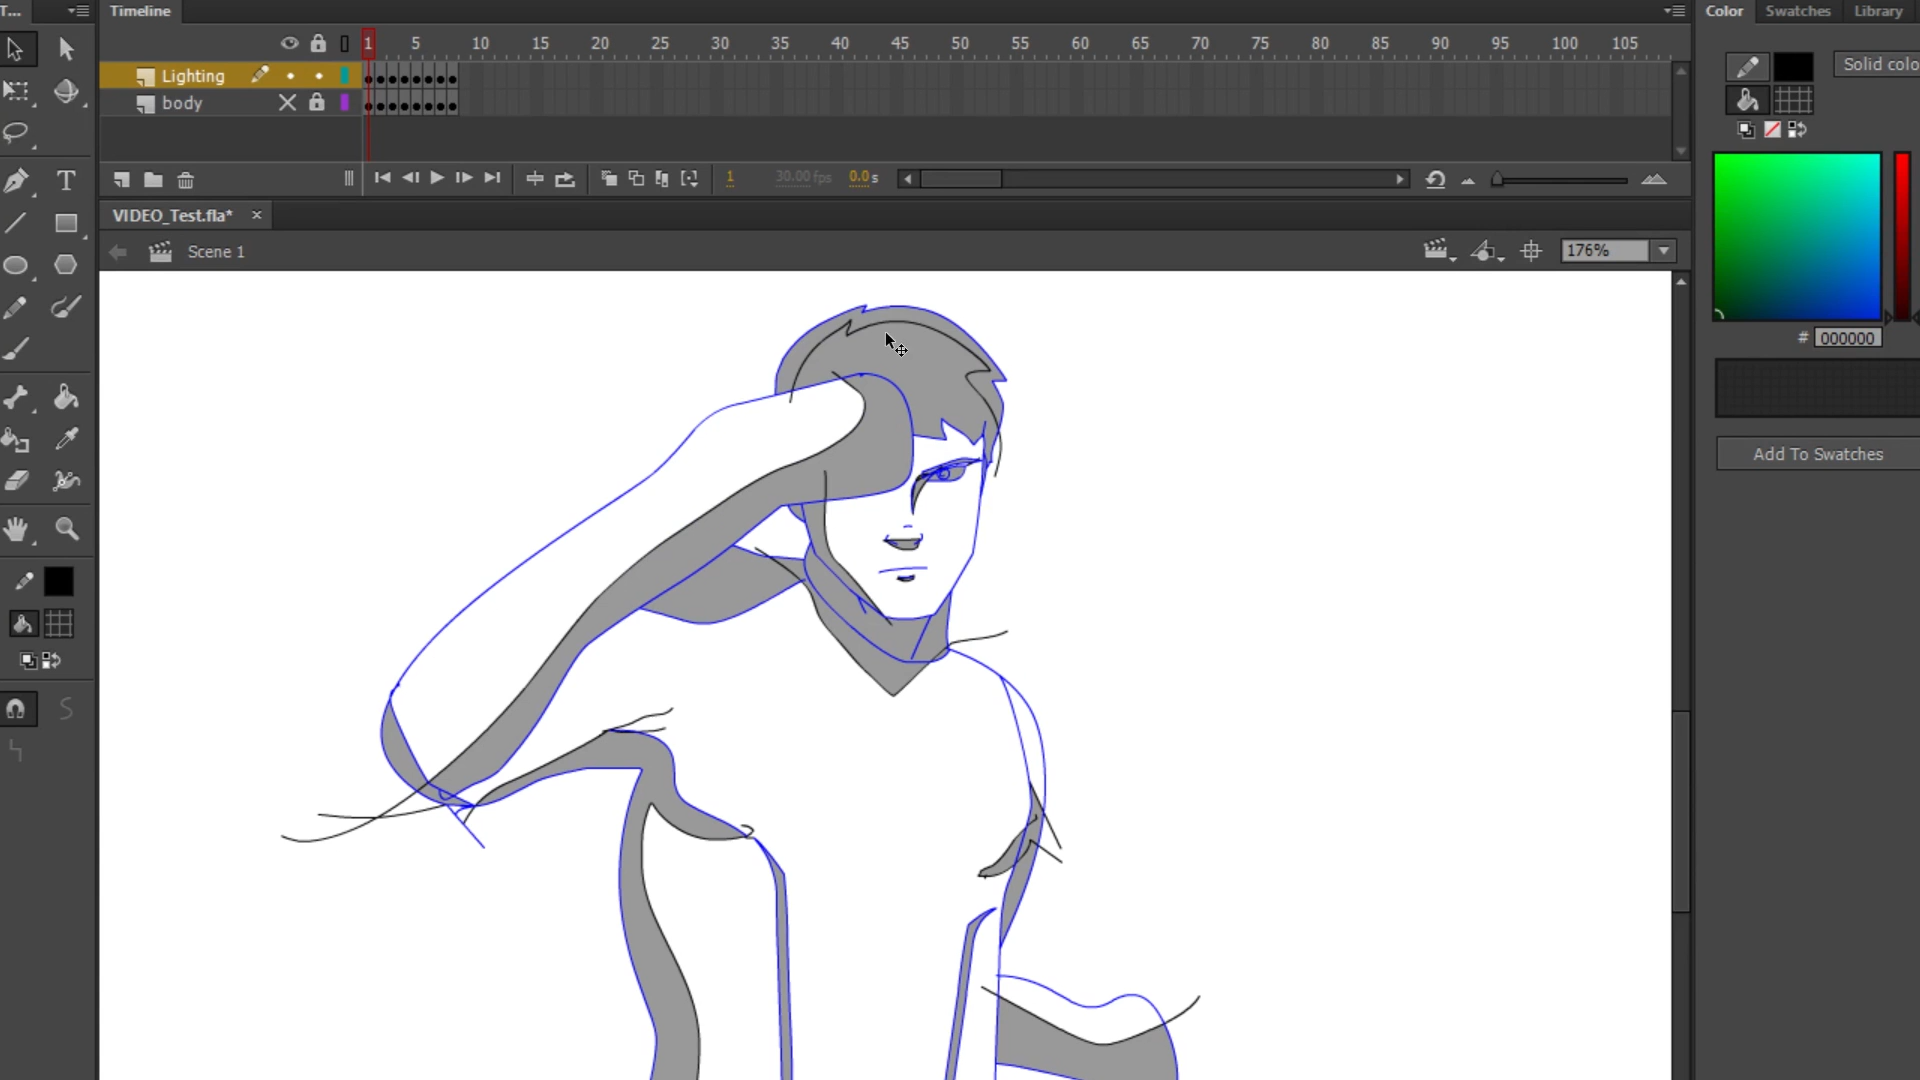 T...
Timeline
Color Swatches Library
1 5 10 15 20 25 30 35 40 45 50 55 60 65 70 75 80 85 90 95 100 105
Lighting
body
Solid colo
T
1 30.00 fps 0.0 s
VIDEO_Test.fla* ×
Scene 1
176%
# 000000
Add To Swatches